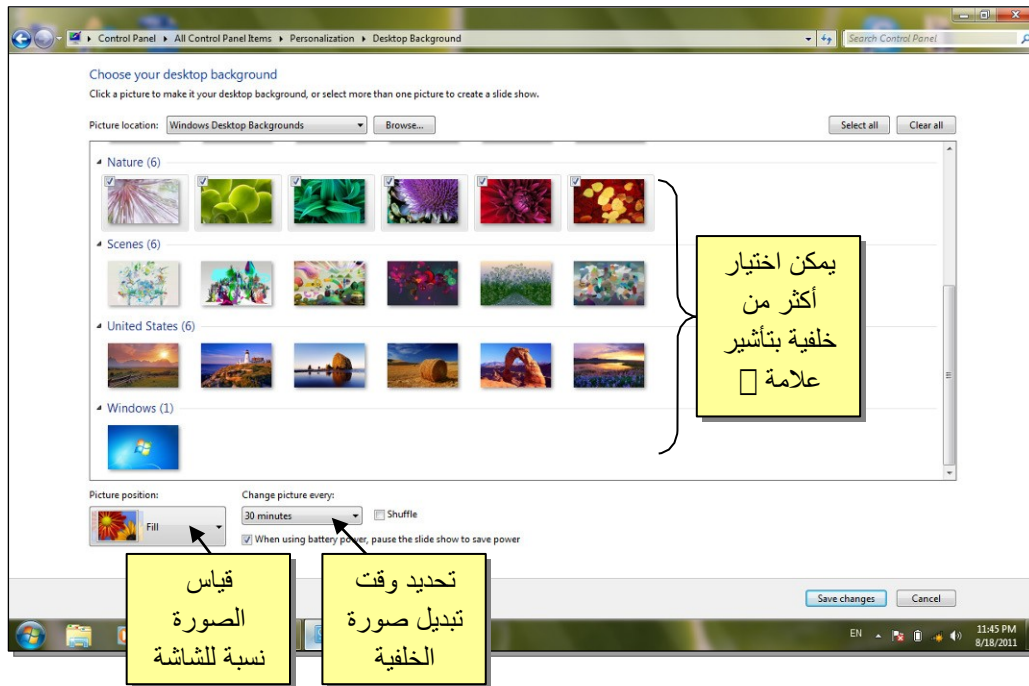 Control Panel ▸ All Control Panel Items ▸ Personalization ▸ Desktop Background
Search Control Panel
Choose your desktop background
Click a picture to make it your desktop background, or select more than one picture to create a slide show.
Picture location: Windows Desktop Backgrounds Browse... Select all Clear all
Nature (6)
Scenes (6)
United States (6)
Windows (1)
يمكن اختيار
أكثر من
خلفية بتأشير
علامة □
Picture position: Change picture every:
Fill 30 minutes Shuffle
When using battery power, pause the slide show to save power
قياس
الصورة
نسبة للشاشة
تحديد وقت
تبديل صورة
الخلفية
Save changes Cancel
EN 11:45 PM
8/18/2011